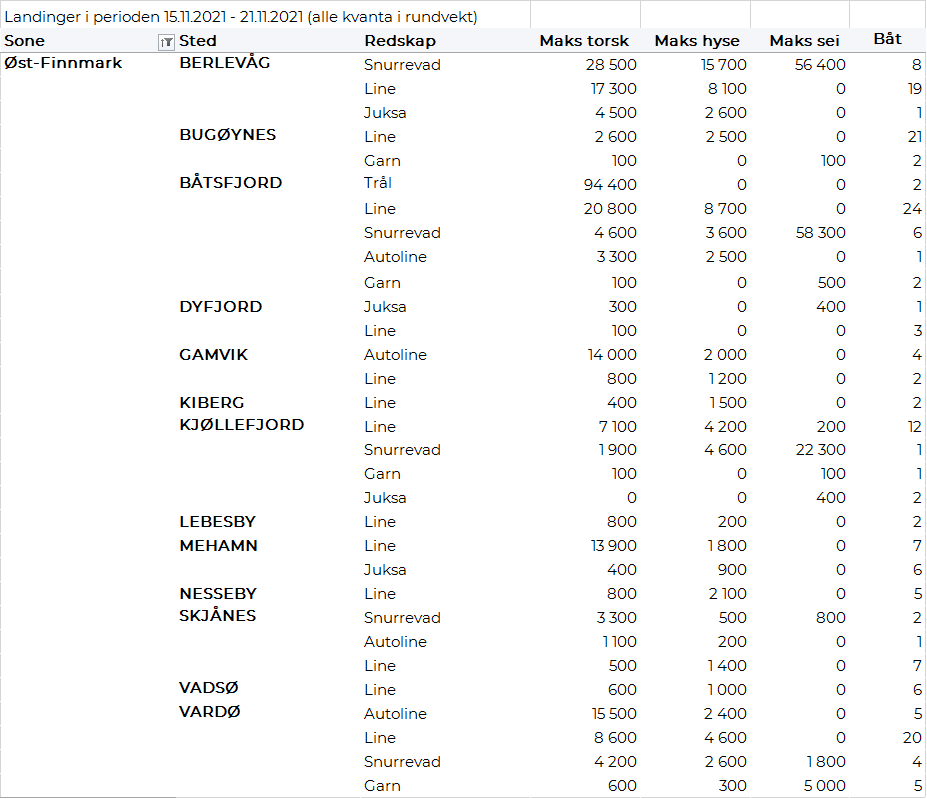 Landinger i perioden 15.11.2021 - 21.11.2021 (alle kvanta i rundvekt)
Sone Sted Redskap Maks torsk Maks hyse Maks sei Båt
Øst-Finnmark BERLEVÅG Snurrevad 28 500 15 700 56 400 8
Line 17 300 8 100 0 19
Juksa 4 500 2 600 0 1
BUGØYNES Line 2 600 2 500 0 21
Garn 100 0 100 2
BÅTSFJORD Trål 94 400 0 0 2
Line 20 800 8 700 0 24
Snurrevad 4 600 3 600 58 300 6
Autoline 3 300 2 500 0 1
Garn 100 0 500 2
DYFJORD Juksa 300 0 400 1
Line 100 0 0 3
GAMVIK Autoline 14 000 2 000 0 4
Line 800 1 200 0 2
KIBERG Line 400 1 500 0 2
KJØLLEFJORD Line 7 100 4 200 200 12
Snurrevad 1 900 4 600 22 300 1
Garn 100 0 100 1
Juksa 0 0 400 2
LEBESBY Line 800 200 0 2
MEHAMN Line 13 900 1 800 0 7
Juksa 400 900 0 6
NESSEBY Line 800 2 100 0 5
SKJÅNES Snurrevad 3 300 500 800 2
Autoline 1 100 200 0 1
Line 500 1 400 0 7
VADSØ Line 600 1 000 0 6
VARDØ Autoline 15 500 2 400 0 5
Line 8 600 4 600 0 20
Snurrevad 4 200 2 600 1 800 4
Garn 600 300 5 000 5